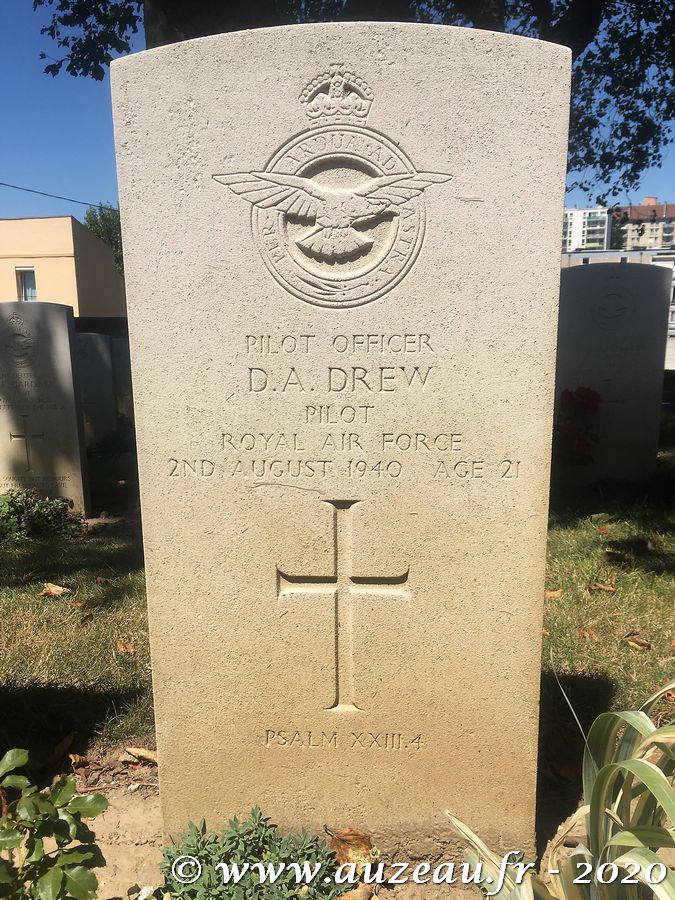 PER ARDUA AD ASTRA
PILOT OFFICER
D. A. DREW
PILOT
ROYAL AIR FORCE
2ND AUGUST 1940 AGE 21
PSALM XXIII.4
© www.auzeau.fr - 2020